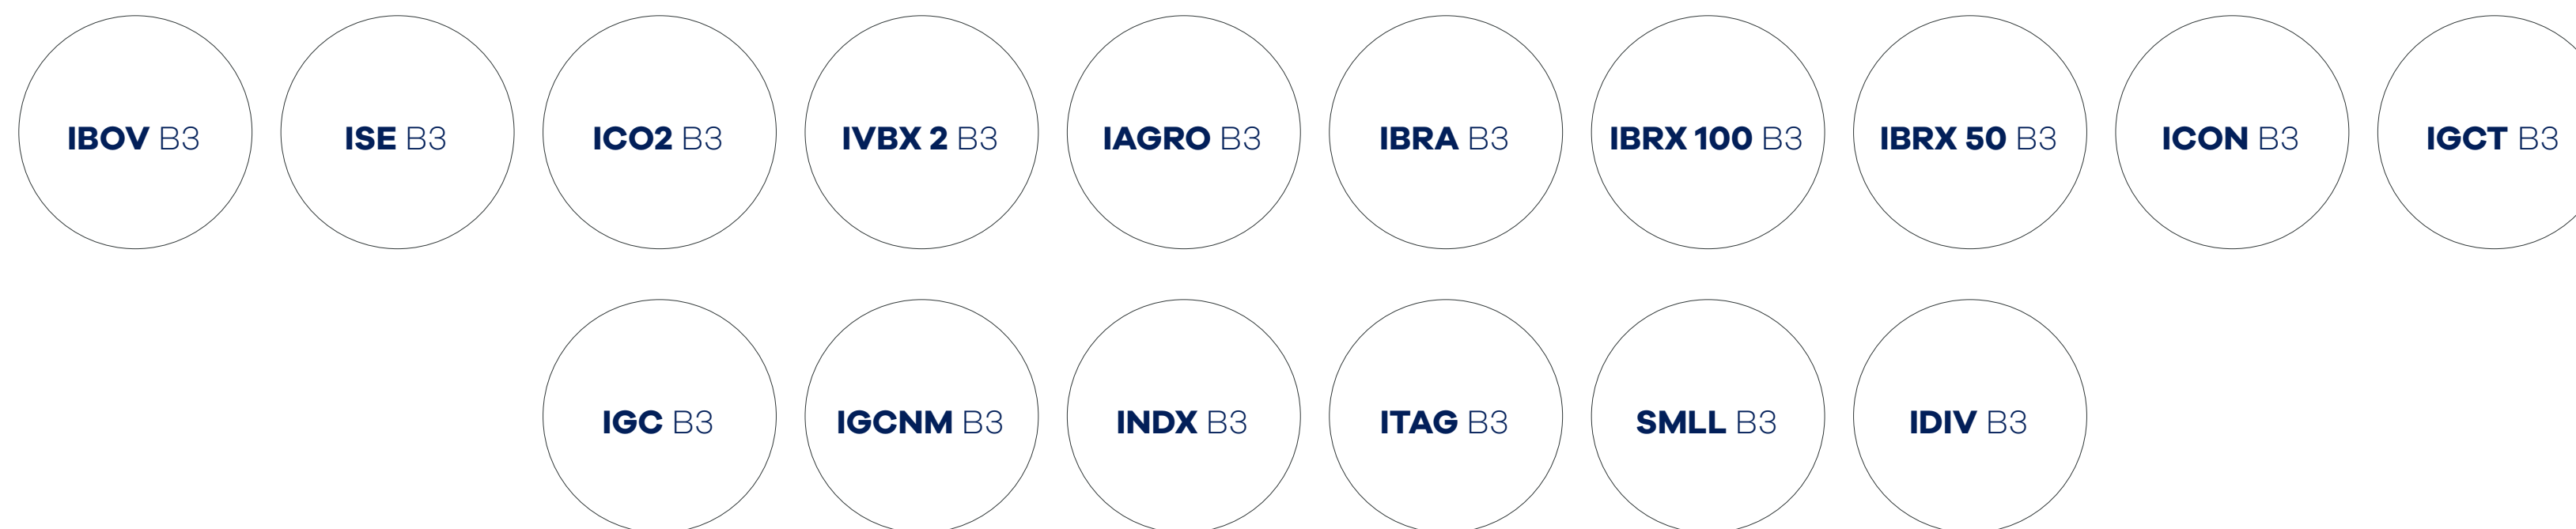 IBOV B3
ISE B3
ICO2 B3
IVBX 2 B3
IAGRO B3
IBRA B3
IBRX 100 B3
IBRX 50 B3
ICON B3
IGCT B3
IGC B3
IGCNM B3
INDX B3
ITAG B3
SMLL B3
IDIV B3